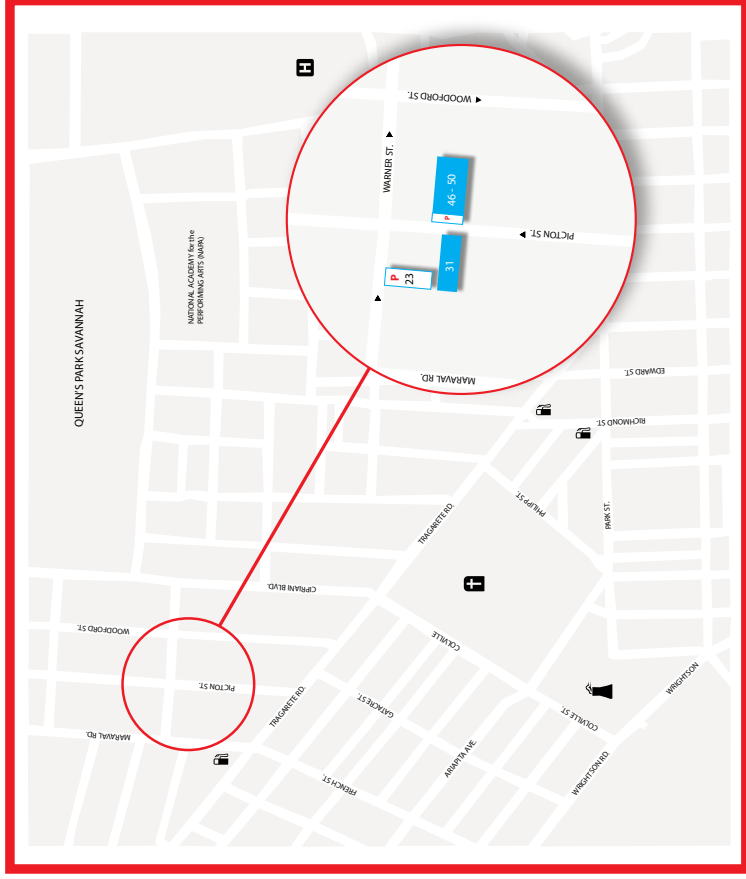 H
WOODFORD ST.
WARNER ST.
46 - 50
P
PICTON ST.
31
P
23
MARAVAL RD.
NATIONAL ACADEMY for the
PERFORMING ARTS (NAPA)
QUEEN'S PARK SAVANNAH
EDWARD ST.
RICHMOND ST.
PHILIPP ST.
PARK ST.
TRAGARETE RD.
CIPRIANI BLVD.
WOODFORD ST.
COLVILLE
PICTON ST.
TRAGARETE RD.
GATACRE ST.
COLVILLE ST.
WRIGHTSON
MARAVAL RD.
ARIAPITA AVE.
WRIGHTSON RD.
FRENCH ST.